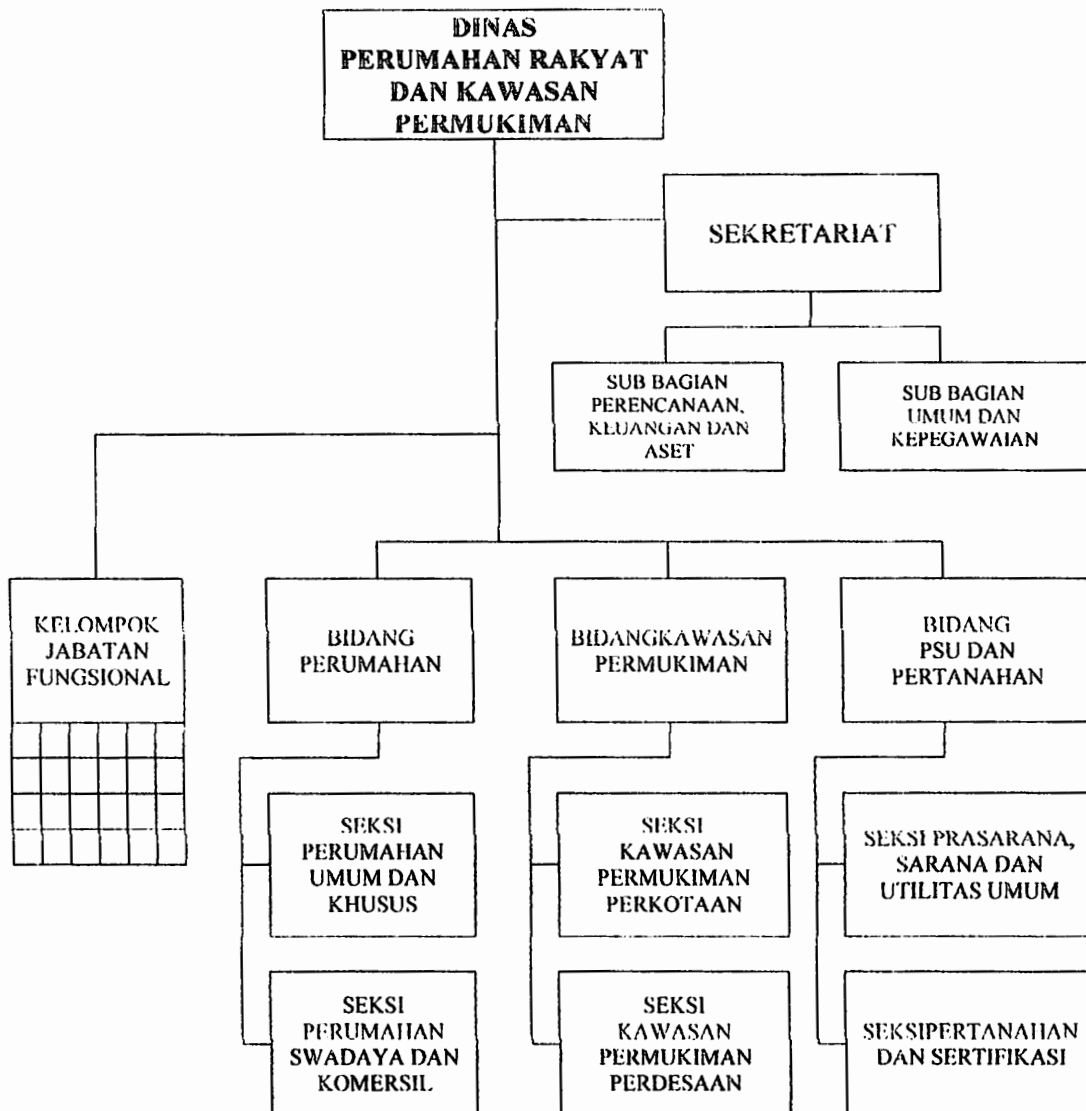 DINAS
PERUMAHAN RAKYAT
DAN KAWASAN
PERMUKIMAN
SEKRETARIAT
SUB BAGIAN
PERENCANAAN,
KEUANGAN DAN
ASET
SUB BAGIAN
UMUM DAN
KEPEGAWAIAN
KELOMPOK
JABATAN
FUNGSIONAL
BIDANG
PERUMAHAN
BIDANGKAWASAN
PERMUKIMAN
BIDANG
PSU DAN
PERTANAHAN
SEKSI
PERUMAHAN
UMUM DAN
KHUSUS
SEKSI
KAWASAN
PERMUKIMAN
PERKOTAAN
SEKSI PRASARANA,
SARANA DAN
UTILITAS UMUM
SEKSI
PERUMAHAN
SWADAYA DAN
KOMERSIL
SEKSI
KAWASAN
PERMUKIMAN
PERDESAAN
SEKSIPERTANAHAN
DAN SERTIFIKASI